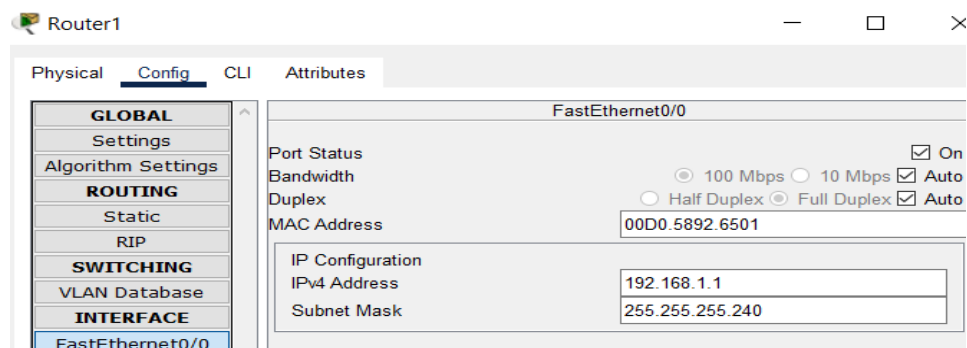 Router1
Physical Config CLI Attributes
GLOBAL
Settings
Algorithm Settings
ROUTING
Static
RIP
SWITCHING
VLAN Database
INTERFACE
FastEthernet0/0
FastEthernet0/0
Port Status On
Bandwidth 100 Mbps 10 Mbps Auto
Duplex Half Duplex Full Duplex Auto
MAC Address 00D0.5892.6501
IP Configuration
IPv4 Address 192.168.1.1
Subnet Mask 255.255.255.240